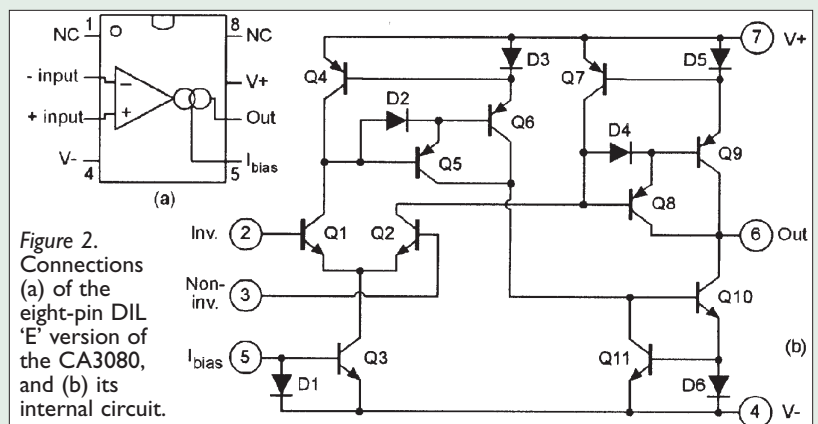 1
8
NC
NC
- input
V+
+ input
Out
V-
I bias
4
5
(a)
Figure 2.
Connections
(a) of the
eight-pin DIL
'E' version of
the CA3080,
and (b) its
internal circuit.
7 V+
Q4
D3
Q7
D5
D2
Q6
D4
Q9
Q5
Q8
Inv. 2
Q1
Q2
6 Out
Non-
inv. 3
Q10
I bias 5
Q3
Q11
(b)
D1
D6
4 V-